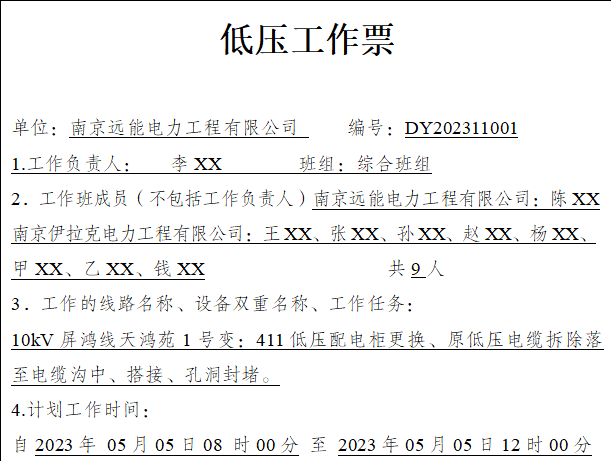 低压工作票
单位：南京远能电力工程有限公司 编号：DY202311001
1.工作负责人： 李 XX 班组：综合班组
2．工作班成员（不包括工作负责人）南京远能电力工程有限公司：陈 XX
南京伊拉克电力工程有限公司：王 XX、张 XX、孙 XX、赵 XX、杨 XX、
甲 XX、乙 XX、钱 XX 共 9 人
3．工作的线路名称、设备双重名称、工作任务：
10kV 屏鸿线天鸿苑 1 号变：411 低压配电柜更换、原低压电缆拆除落
至电缆沟中、搭接、孔洞封堵。
4.计划工作时间：
自 2023 年 05 月 05 日 08 时 00 分 至 2023 年 05 月 05 日 12 时 00 分